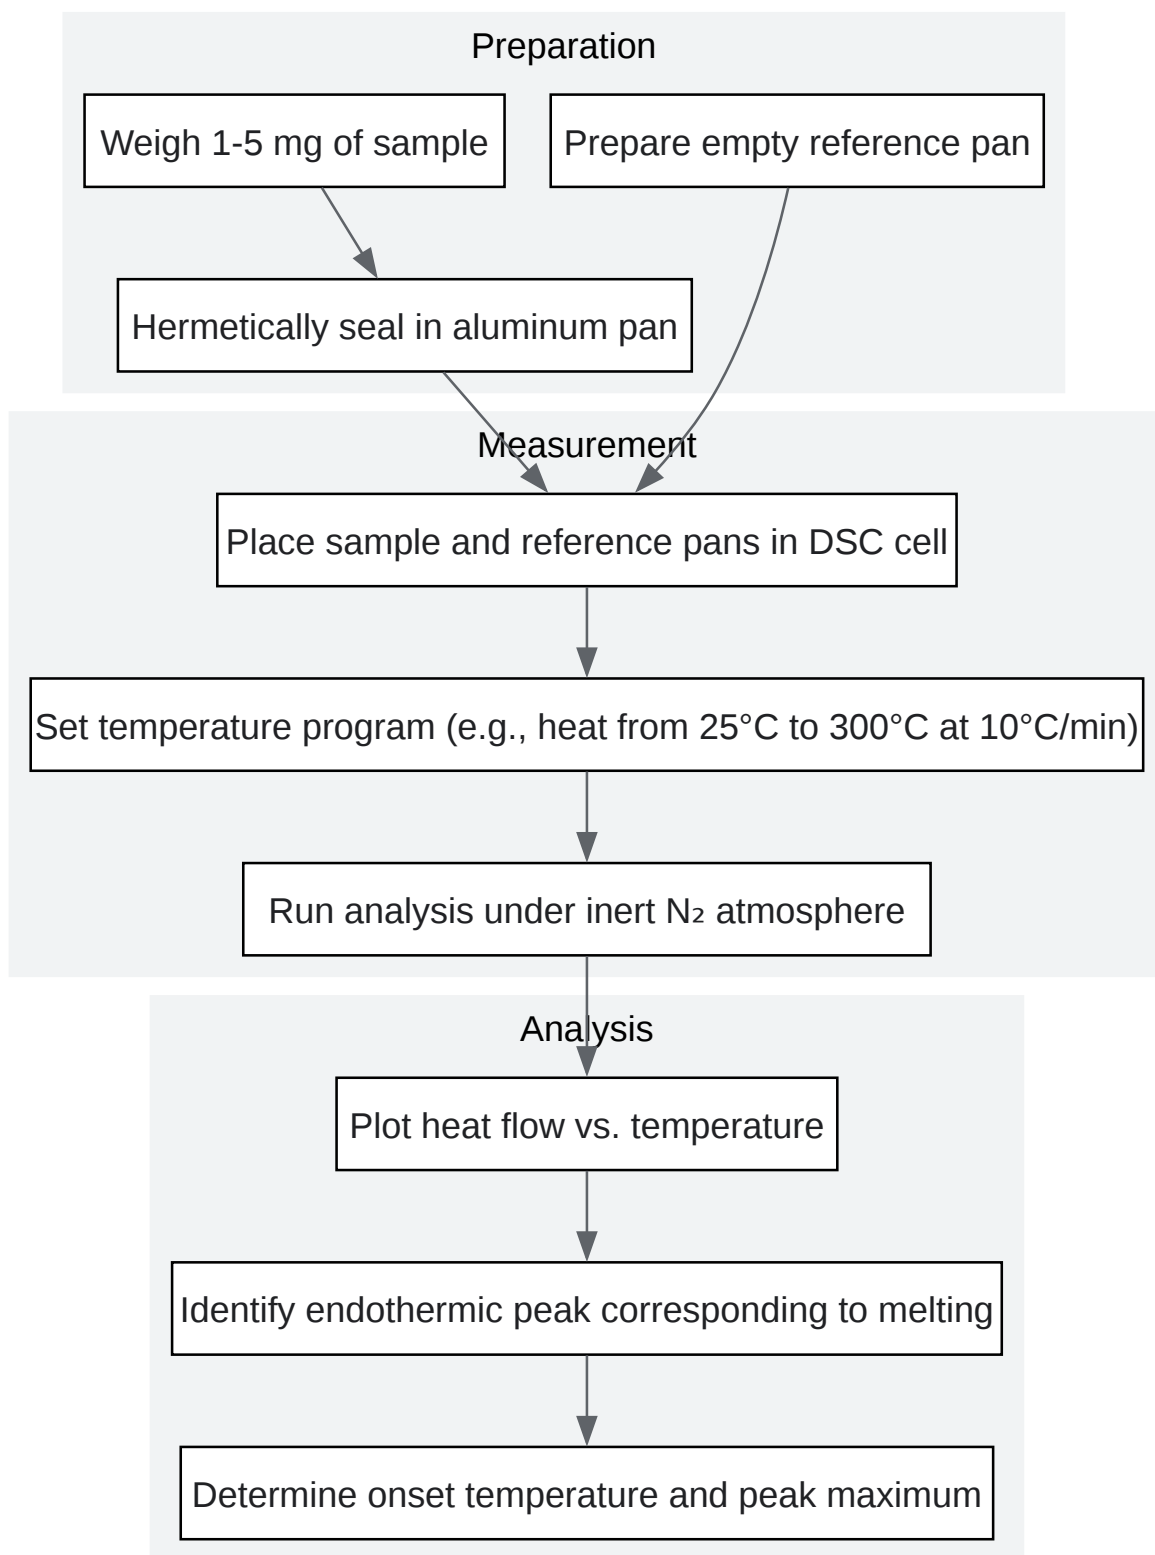 Preparation
Weigh 1-5 mg of sample
Prepare empty reference pan
Hermetically seal in aluminum pan
Measurement
Place sample and reference pans in DSC cell
Set temperature program (e.g., heat from 25°C to 300°C at 10°C/min)
Run analysis under inert N₂ atmosphere
Analysis
Plot heat flow vs. temperature
Identify endothermic peak corresponding to melting
Determine onset temperature and peak maximum